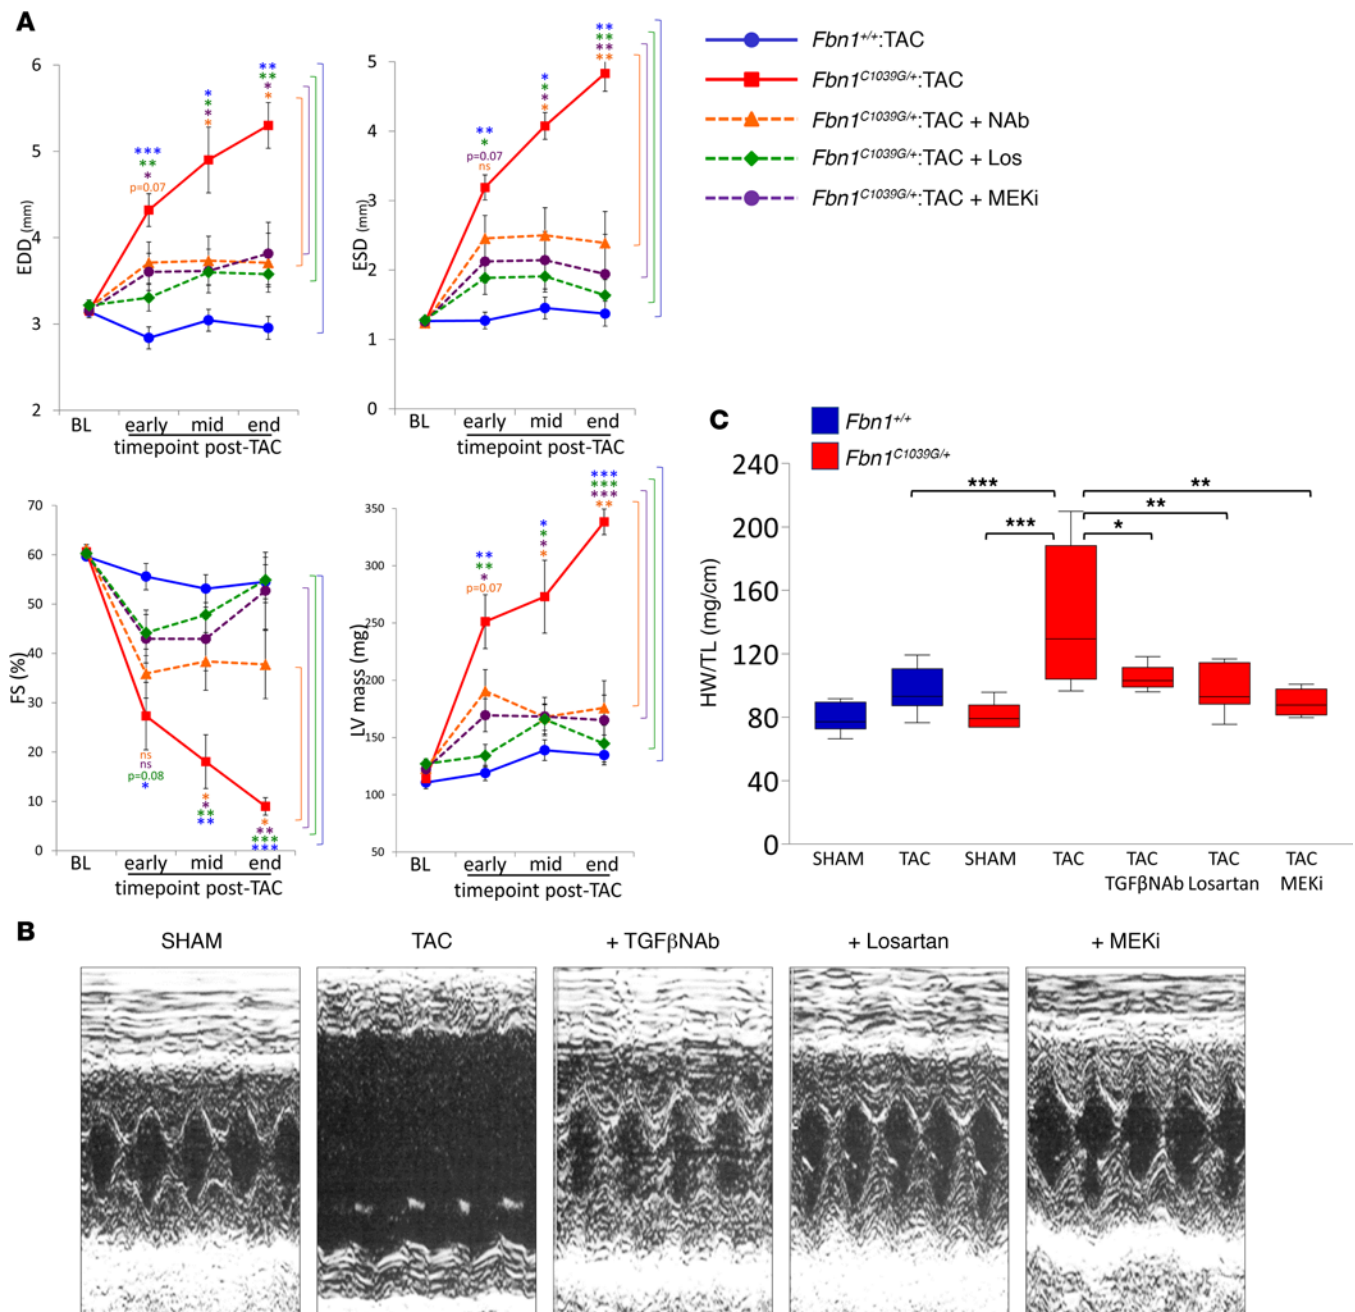 A
Fbn1+/+:TAC
Fbn1C1039G/+:TAC
Fbn1C1039G/+:TAC + NAb
Fbn1C1039G/+:TAC + Los
Fbn1C1039G/+:TAC + MEKi
EDD (mm)
6
5
4
3
2
***
**
*
p=0.07
*
*
*
*
**
**
*
*
BL early mid end
timepoint post-TAC
ESD (mm)
5
4
3
2
1
0
**
*
p=0.07
ns
*
*
*
*
**
**
**
**
BL early mid end
timepoint post-TAC
FS (%)
70
60
50
40
30
20
10
0
ns
ns
p=0.08
*
*
*
**
**
*
**
***
***
BL early mid end
timepoint post-TAC
LV mass (mg)
350
300
250
200
150
100
50
**
**
*
p=0.07
*
*
*
*
***
***
***
**
BL early mid end
timepoint post-TAC
C
Fbn1+/+
Fbn1C1039G/+
HW/TL (mg/cm)
240
200
160
120
80
40
0
*** **
**
*** *
SHAM TAC SHAM TAC TAC TAC TAC
TGFβNAb Losartan MEKi
B
SHAM TAC + TGFβNAb + Losartan + MEKi